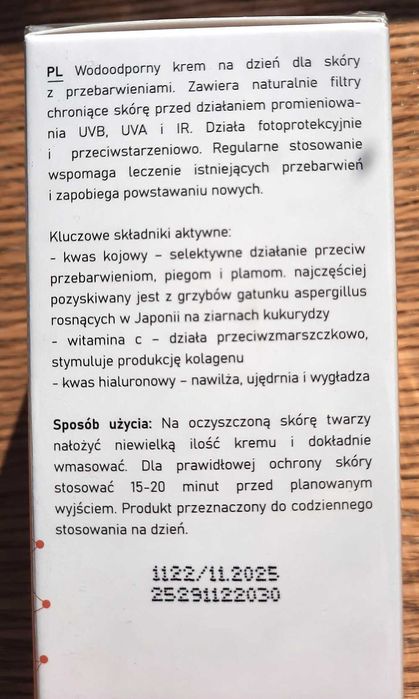 PL Wodoodporny krem na dzień dla skóry
z przebarwieniami. Zawiera naturalnie filtry
chroniące skórę przed działaniem promieniowa-
nia UVB, UVA i IR. Działa fotoprotekcyjnie
i przeciwstarzeniowo. Regularne stosowanie
wspomaga leczenie istniejących przebarwień
i zapobiega powstawaniu nowych.
Kluczowe składniki aktywne:
- kwas kojowy – selektywne działanie przeciw
przebarwieniom, piegom i plamom. najczęściej
pozyskiwany jest z grzybów gatunku aspergillus
rosnących w Japonii na ziarnach kukurydzy
- witamina c – działa przeciwzmarszczkowo,
stymuluje produkcję kolagenu
- kwas hialuronowy – nawilża, ujędrnia i wygładza
Sposób użycia: Na oczyszczoną skórę twarzy
nałożyć niewielką ilość kremu i dokładnie
wmasować. Dla prawidłowej ochrony skóry
stosować 15-20 minut przed planowanym
wyjściem. Produkt przeznaczony do codziennego
stosowania na dzień.
1122/11.2025
25291122030